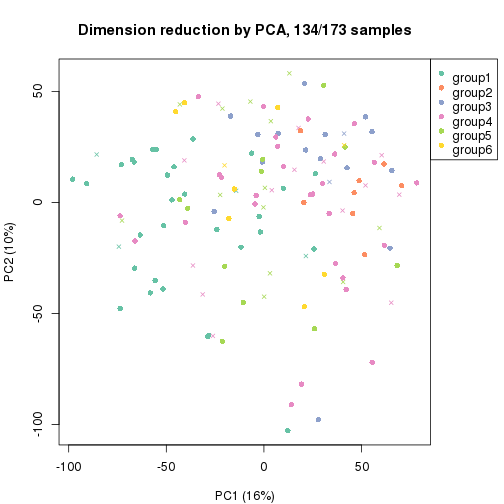 Dimension reduction by PCA, 134/173 samples
group1
group2
group3
group4
group5
group6
50
0
-50
-100
PC2 (10%)
-100 -50 0 50
PC1 (16%)